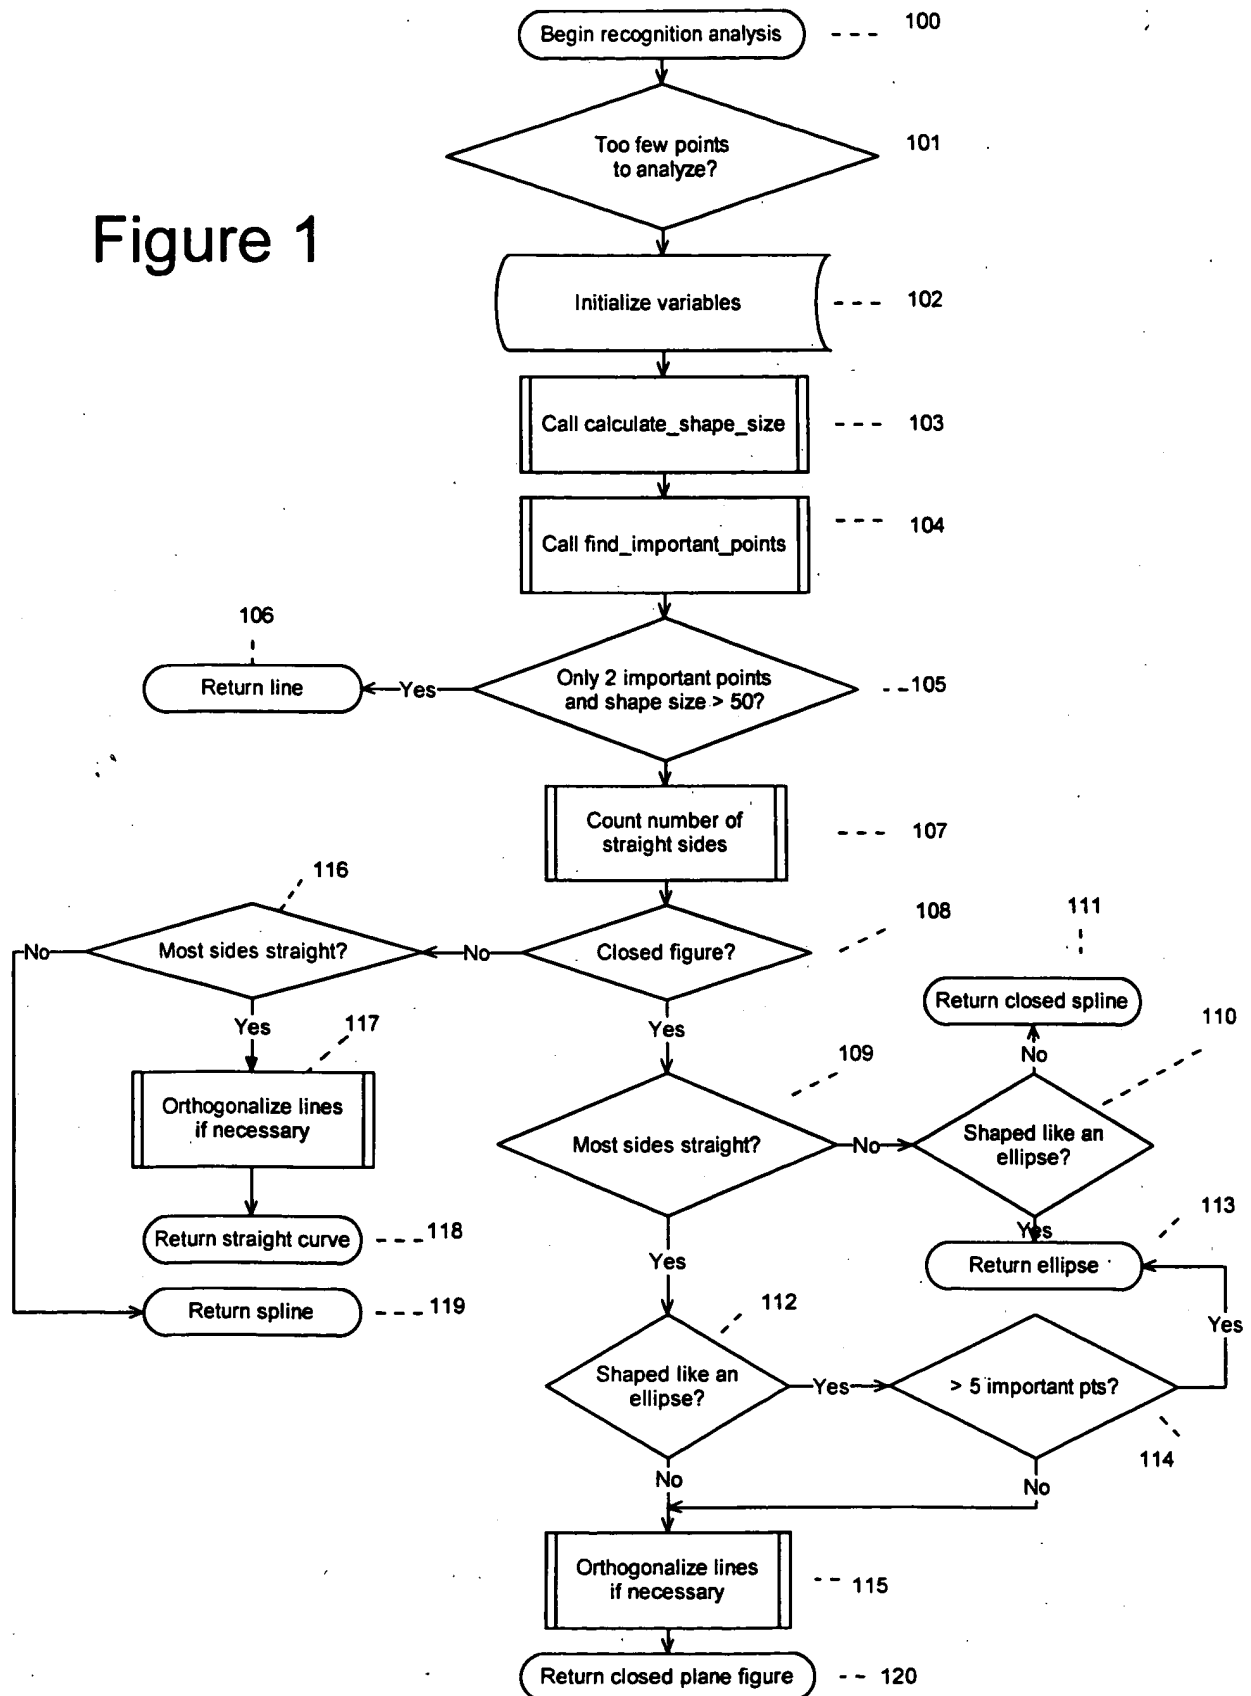 Begin recognition analysis
100
Too few points
to analyze?
101
Figure 1
Initialize variables
102
Call calculate_shape_size
103
Call find_important_points
104
106
Return line
Yes
Only 2 important points
and shape size > 50?
105
Count number of
straight sides
107
116
108
111
No
Most sides straight?
No
Closed figure?
Return closed spline
110
Yes
117
Yes
109
No
Orthogonalize lines
if necessary
Most sides straight?
No
Shaped like an
ellipse?
113
Return straight curve
118
Yes
Yes
Return ellipse
Return spline
119
112
Yes
Shaped like an
ellipse?
Yes
> 5 important pts?
114
No
No
Orthogonalize lines
if necessary
115
Return closed plane figure
120